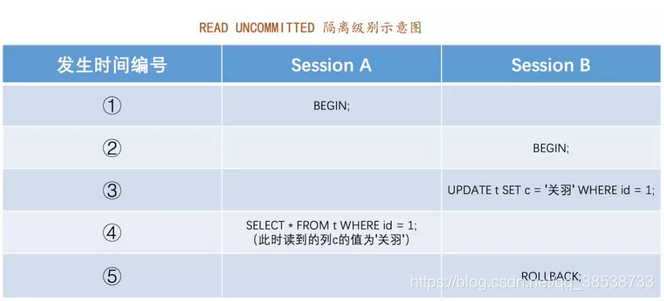 READ UNCOMMITTED 隔离级别示意图
发生时间编号 Session A Session B
① BEGIN;
② BEGIN;
③ UPDATE t SET c = '关羽' WHERE id = 1;
④ SELECT * FROM t WHERE id = 1;
(此时读到的列c的值为'关羽')
⑤ ROLLBACK;
https://blog.csdn.net/qq_38538733